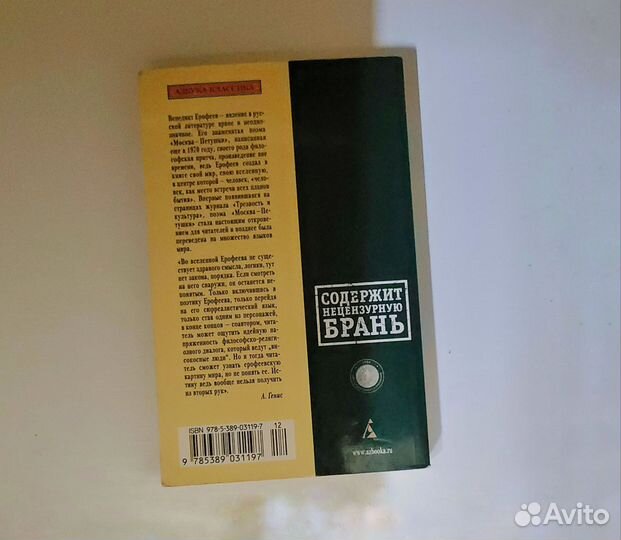 АЗБУКА-КЛАССИКА
Венедикт Ерофеев — явление в рус-
ской литературе яркое и неодно-
значное. Его знаменитая поэма
«Москва — Петушки», написанная
еще в 1970 году, своего рода фило-
софская притча, произведение вне
времени, ведь Ерофеев создал в
книге свой мир, свою вселенную,
в центре которой — человек, «чело-
век, как место встречи всех планов
бытия». Впервые появившаяся на
страницах журнала «Трезвость и
культура», поэма «Москва — Пе-
тушки» стала настоящим открове-
нием для читателей и позднее была
переведена на множество языков
мира.
«Во вселенной Ерофеева не суще-
ствует здравого смысла, логики, тут
нет закона, порядка. Если смотреть
на него снаружи, он останется не-
понятым. Только включившись в
поэтику Ерофеева, только перейдя
на его сюрреалистический язык,
только став одним из персонажей,
в конце концов — соавтором, чита-
тель может ощутить идейную на-
пряженность философско-религи-
озного диалога, который ведут "ик-
осокосные люди". Но и тогда чита-
тель сможет узнать ерофеевскую
картину мира, но не понять ее. Ис-
тину ведь вообще нельзя получить
из вторых рук».
А. Генис
ISBN 978-5-389-03119-7
12
9 785389 031197
СОДЕРЖИТ
НЕЦЕНЗУРНУЮ
БРАНЬ
www.azbooka.ru
Avito